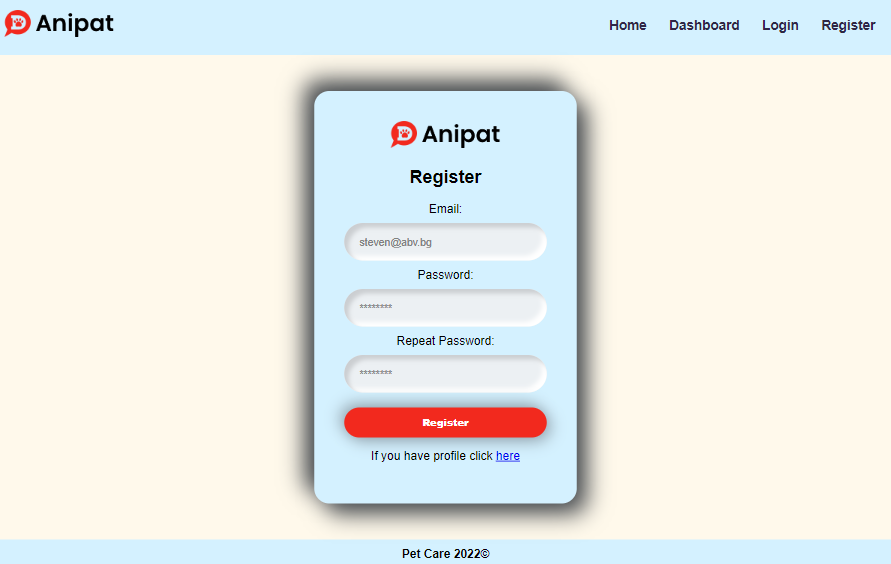 Anipat
Home Dashboard Login Register
Anipat
Register
Email:
steven@abv.bg
Password:
********
Repeat Password:
********
Register
If you have profile click here
Pet Care 2022©